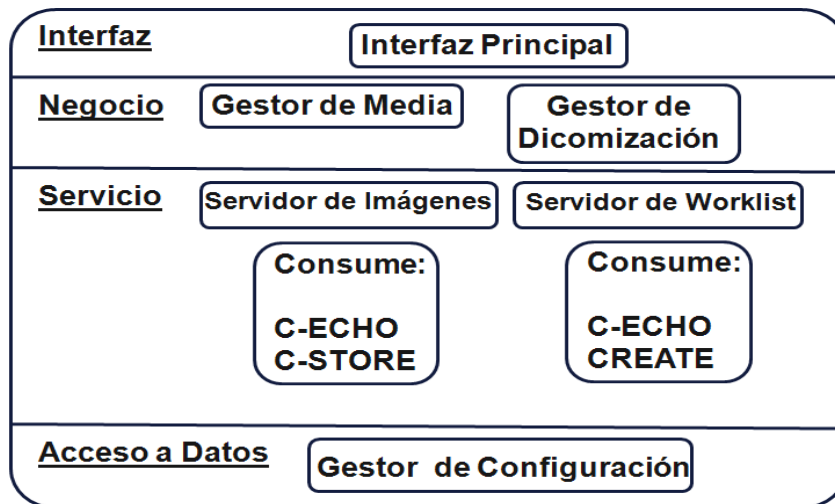 Interfaz
Interfaz Principal
Negocio
Gestor de Media
Gestor de
Dicomización
Servicio
Servidor de Imágenes
Servidor de Worklist
Consume:
C-ECHO
C-STORE
Consume:
C-ECHO
CREATE
Acceso a Datos
Gestor de Configuración